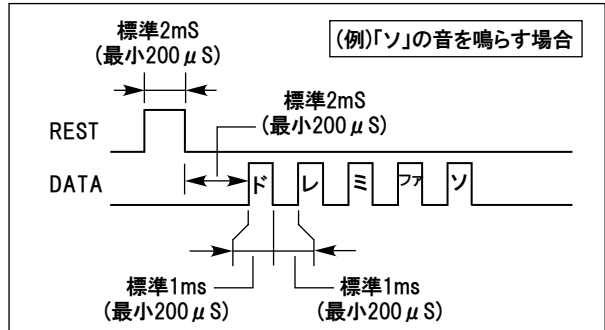 標準2mS
(最小200μS)
(例)「ソ」の音を鳴らす場合
標準2mS
(最小200μS)
REST
DATA
ド レ ミ ファ ソ
標準1ms
(最小200μS)
標準1ms
(最小200μS)